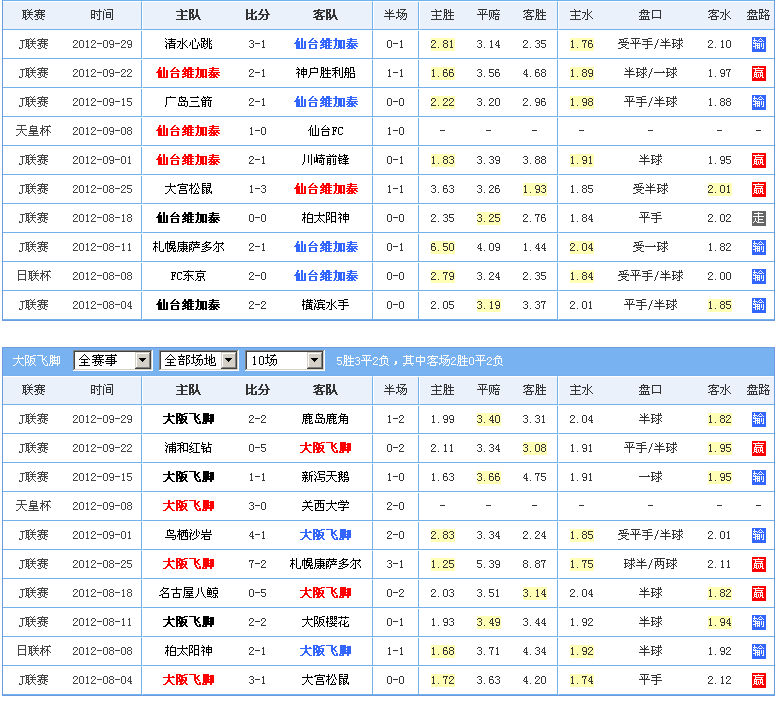 联赛 时间 主队 比分 客队 半场 主胜 平赔 客胜 主水 盘口 客水 盘路
J联赛 2012-09-29 清水心跳 3-1 仙台维加泰 0-1 2.81 3.14 2.35 1.76 受平手/半球 2.10 输
J联赛 2012-09-22 仙台维加泰 2-1 神户胜利船 1-1 1.66 3.56 4.68 1.89 半球/一球 1.97 赢
J联赛 2012-09-15 广岛三箭 2-1 仙台维加泰 0-0 2.22 3.20 2.96 1.98 平手/半球 1.88 输
天皇杯 2012-09-08 仙台维加泰 1-0 仙台FC 1-0 - - - - - - -
J联赛 2012-09-01 仙台维加泰 2-1 川崎前锋 0-1 1.83 3.39 3.88 1.91 半球 1.95 赢
J联赛 2012-08-25 大宫松鼠 1-3 仙台维加泰 1-1 3.63 3.26 1.93 1.85 受半球 2.01 赢
J联赛 2012-08-18 仙台维加泰 0-0 柏太阳神 0-0 2.35 3.25 2.76 1.84 平手 2.02 走
J联赛 2012-08-11 札幌康萨多尔 2-1 仙台维加泰 0-1 6.50 4.09 1.44 2.04 受一球 1.82 输
日联杯 2012-08-08 FC东京 2-0 仙台维加泰 0-0 2.79 3.24 2.35 1.84 受平手/半球 2.00 输
J联赛 2012-08-04 仙台维加泰 2-2 横滨水手 0-0 2.05 3.19 3.37 2.01 平手/半球 1.85 输
大阪飞脚 全赛事 全部场地 10场 5胜3平2负，其中客场2胜0平2负
联赛 时间 主队 比分 客队 半场 主胜 平赔 客胜 主水 盘口 客水 盘路
J联赛 2012-09-29 大阪飞脚 2-2 鹿岛鹿角 1-2 1.99 3.40 3.31 2.04 半球 1.82 输
J联赛 2012-09-22 浦和红钻 0-5 大阪飞脚 0-2 2.11 3.34 3.08 1.91 平手/半球 1.95 赢
J联赛 2012-09-15 大阪飞脚 1-1 新泻天鹅 1-0 1.63 3.66 4.75 1.91 一球 1.95 输
天皇杯 2012-09-08 大阪飞脚 3-0 关西大学 2-0 - - - - - - -
J联赛 2012-09-01 鸟栖沙岩 4-1 大阪飞脚 2-0 2.83 3.34 2.24 1.85 受平手/半球 2.01 输
J联赛 2012-08-25 大阪飞脚 7-2 札幌康萨多尔 3-1 1.25 5.39 8.87 1.75 球半/两球 2.11 赢
J联赛 2012-08-18 名古屋八鲸 0-5 大阪飞脚 0-2 2.03 3.51 3.14 2.04 半球 1.82 赢
J联赛 2012-08-11 大阪飞脚 2-2 大阪樱花 0-1 1.93 3.49 3.44 1.92 半球 1.94 输
日联杯 2012-08-08 柏太阳神 2-1 大阪飞脚 1-1 1.68 3.71 4.34 1.92 半球 1.92 输
J联赛 2012-08-04 大阪飞脚 3-1 大宫松鼠 0-0 1.72 3.63 4.20 1.74 平手 2.12 赢